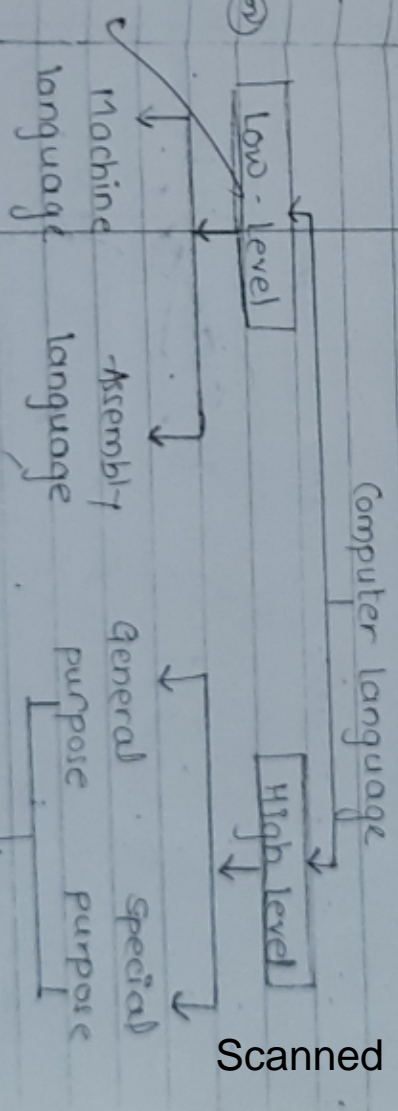 Computer language
Low-level
High level
Machine
language
Assembly
language
General
purpose
special
purpose
Scanned